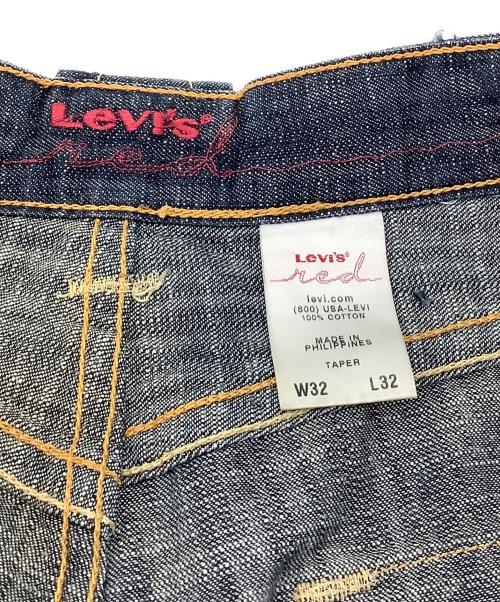 Levi's®
red
Levi's®
red
levi.com
(800) USA-LEVI
100% COTTON
MADE IN
PHILIPPINES
TAPER
W32 L32